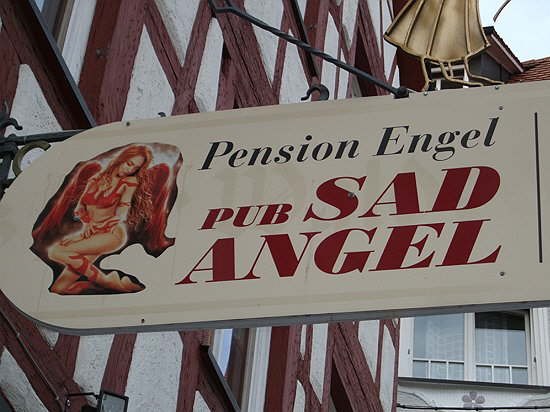 Pension Engel
PUB SAD
ANGEL